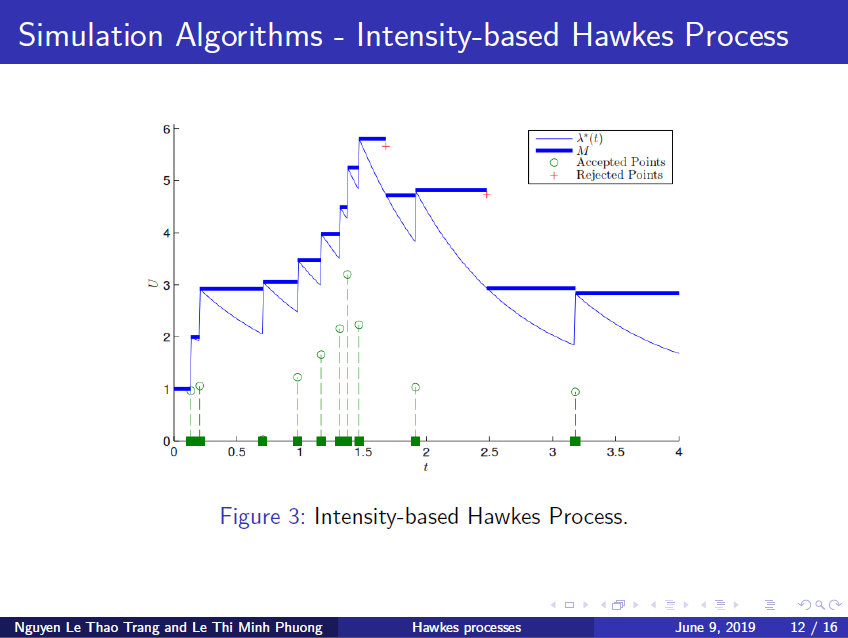 Simulation Algorithms - Intensity-based Hawkes Process
6
5
4
3
2
1
0
U
0 0.5 1 1.5 2 2.5 3 3.5 4
t
λ*(t)
M
Accepted Points
Rejected Points
Figure 3: Intensity-based Hawkes Process.
Nguyen Le Thao Trang and Le Thi Minh Phuong Hawkes processes June 9, 2019 12 / 16